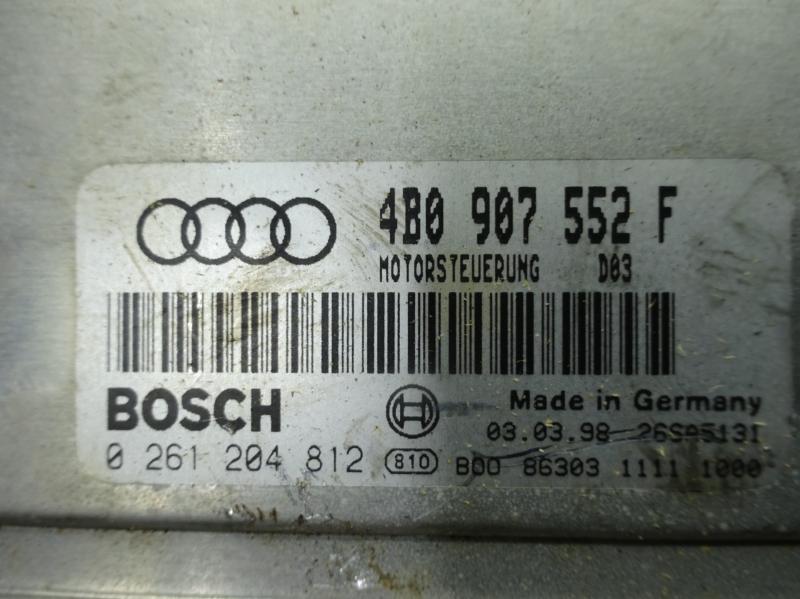 4B0 907 552 F
MOTORSTEUERUNG D03
BOSCH Made in Germany
03.03.98 26SA5131
0 261 204 812 810 B00 86303 1111 1000